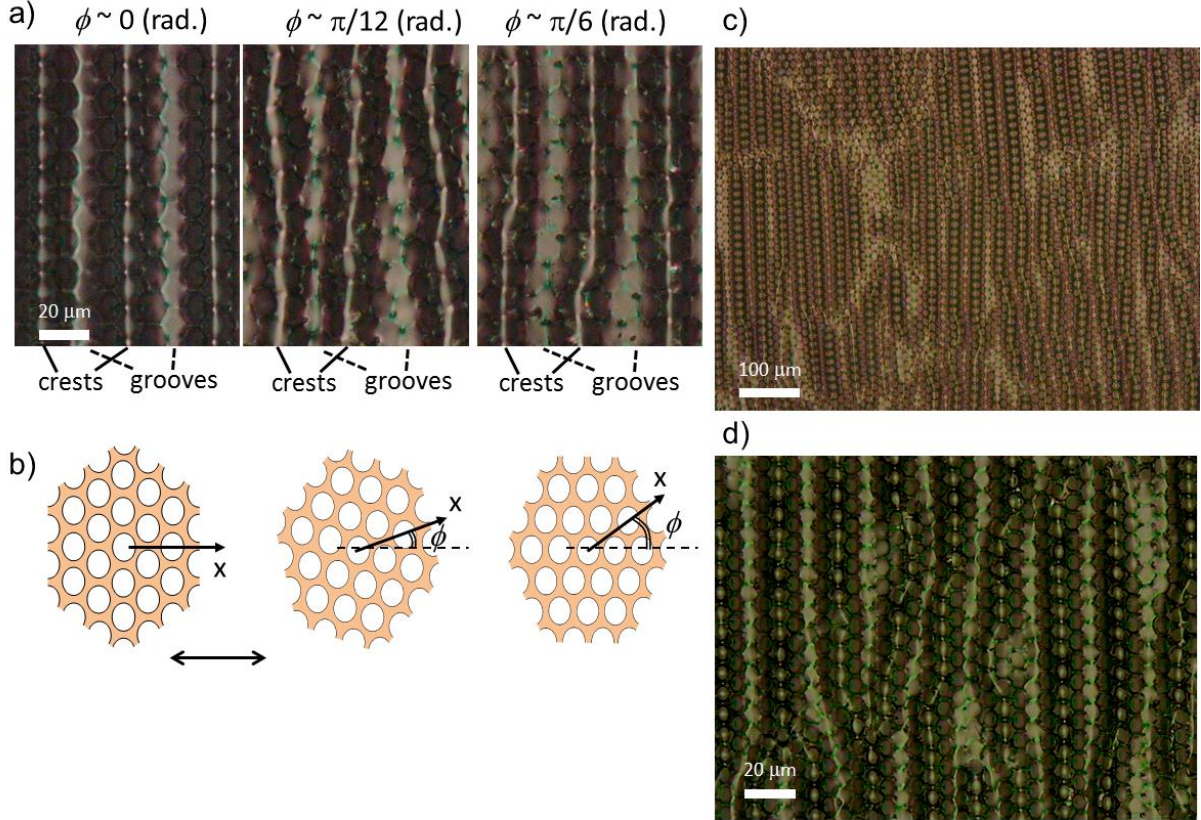 a)
ϕ ~ 0 (rad.)
ϕ ~ π/12 (rad.)
ϕ ~ π/6 (rad.)
20 μm
crests grooves
crests grooves
crests grooves
b)
x
x
ϕ
x
ϕ
c)
100 μm
d)
20 μm